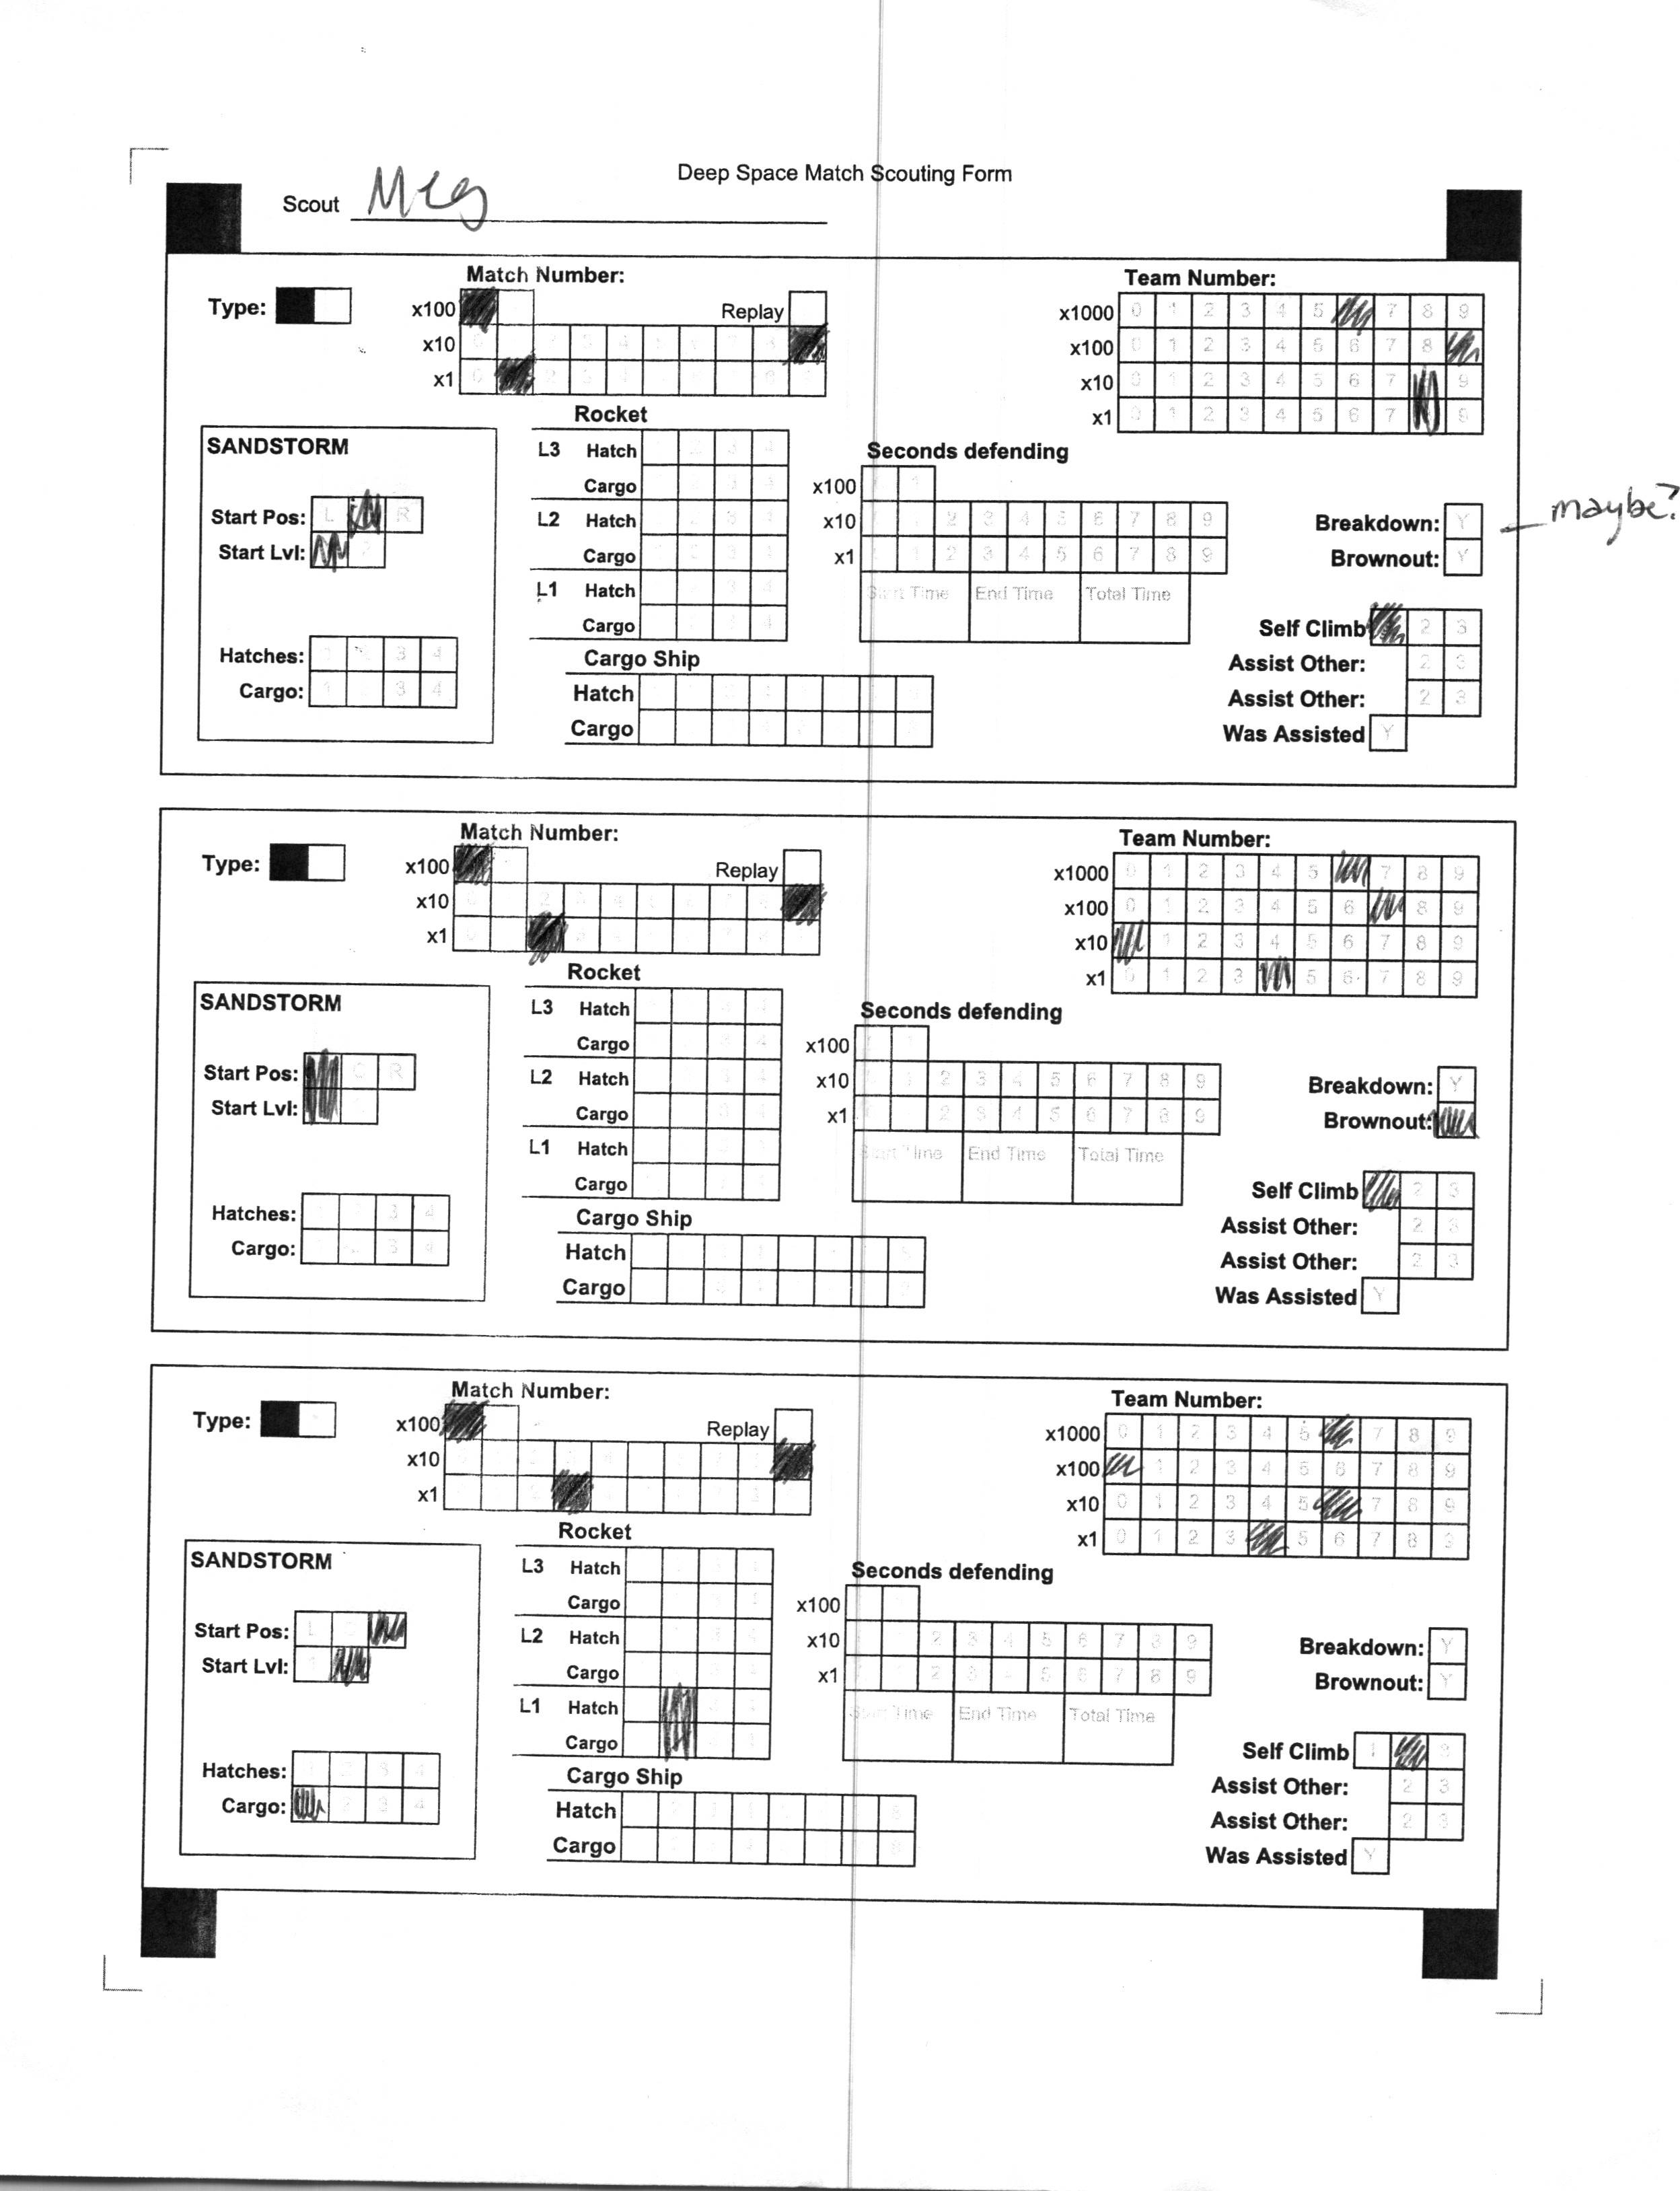 Deep Space Match Scouting Form
Scout Meg
Match Number:
Team Number:
Type:
x100
Replay
x10
x1
x1000 0 1 2 3 4 5 7 8 9
x100 0 1 2 3 4 5 6 7 8
x10 0 1 2 3 4 5 6 7 9
x1 0 1 2 3 4 5 6 7 9
Rocket
SANDSTORM
L3 Hatch
Cargo
L2 Hatch
Cargo
L1 Hatch
Cargo
Seconds defending
x100
x10 2 3 4 5 6 7 8 9
x1 1 2 3 4 5 6 7 8 9
Start Time End Time Total Time
Start Pos: L R
Start Lvl:
Hatches: 3 4
Cargo: 1 3 4
Breakdown: Y
maybe?
Brownout: Y
Self Climb 2 3
Assist Other: 2 3
Assist Other: 2 3
Was Assisted Y
Cargo Ship
Hatch
Cargo
Match Number:
Team Number:
Type:
x100
Replay
x10
x1
x1000 0 1 2 3 4 5 7 8 9
x100 0 1 2 3 4 5 6 8 9
x10 1 2 3 4 5 6 7 8 9
x1 0 1 2 3 5 6 7 8 9
Rocket
SANDSTORM
L3 Hatch
Cargo
L2 Hatch
Cargo
L1 Hatch
Cargo
Seconds defending
x100
x10 1 2 3 4 5 6 7 8 9
x1 2 3 4 5 6 7 8 9
Start Time End Time Total Time
Start Pos: C R
Start Lvl:
Hatches: 3 4
Cargo: 3 4
Breakdown: Y
Brownout:
Self Climb 2 3
Assist Other: 2 3
Assist Other: 2 3
Was Assisted Y
Cargo Ship
Hatch
Cargo
Match Number:
Team Number:
Type:
x100
Replay
x10
x1
x1000 0 1 2 3 4 5 7 8 9
x100 1 2 3 4 5 6 7 8 9
x10 0 1 2 3 4 5 7 8 9
x1 0 1 2 3 5 6 7 8 9
Rocket
SANDSTORM
L3 Hatch
Cargo
L2 Hatch
Cargo
L1 Hatch
Cargo
Seconds defending
x100
x10 2 3 4 5 6 7 8 9
x1 2 3 4 5 6 7 8 9
Start Time End Time Total Time
Start Pos: L
Start Lvl:
Hatches: 2 3 4
Cargo: 2 3 4
Breakdown: Y
Brownout: Y
Self Climb 1 3
Assist Other: 2 3
Assist Other: 2 3
Was Assisted Y
Cargo Ship
Hatch
Cargo